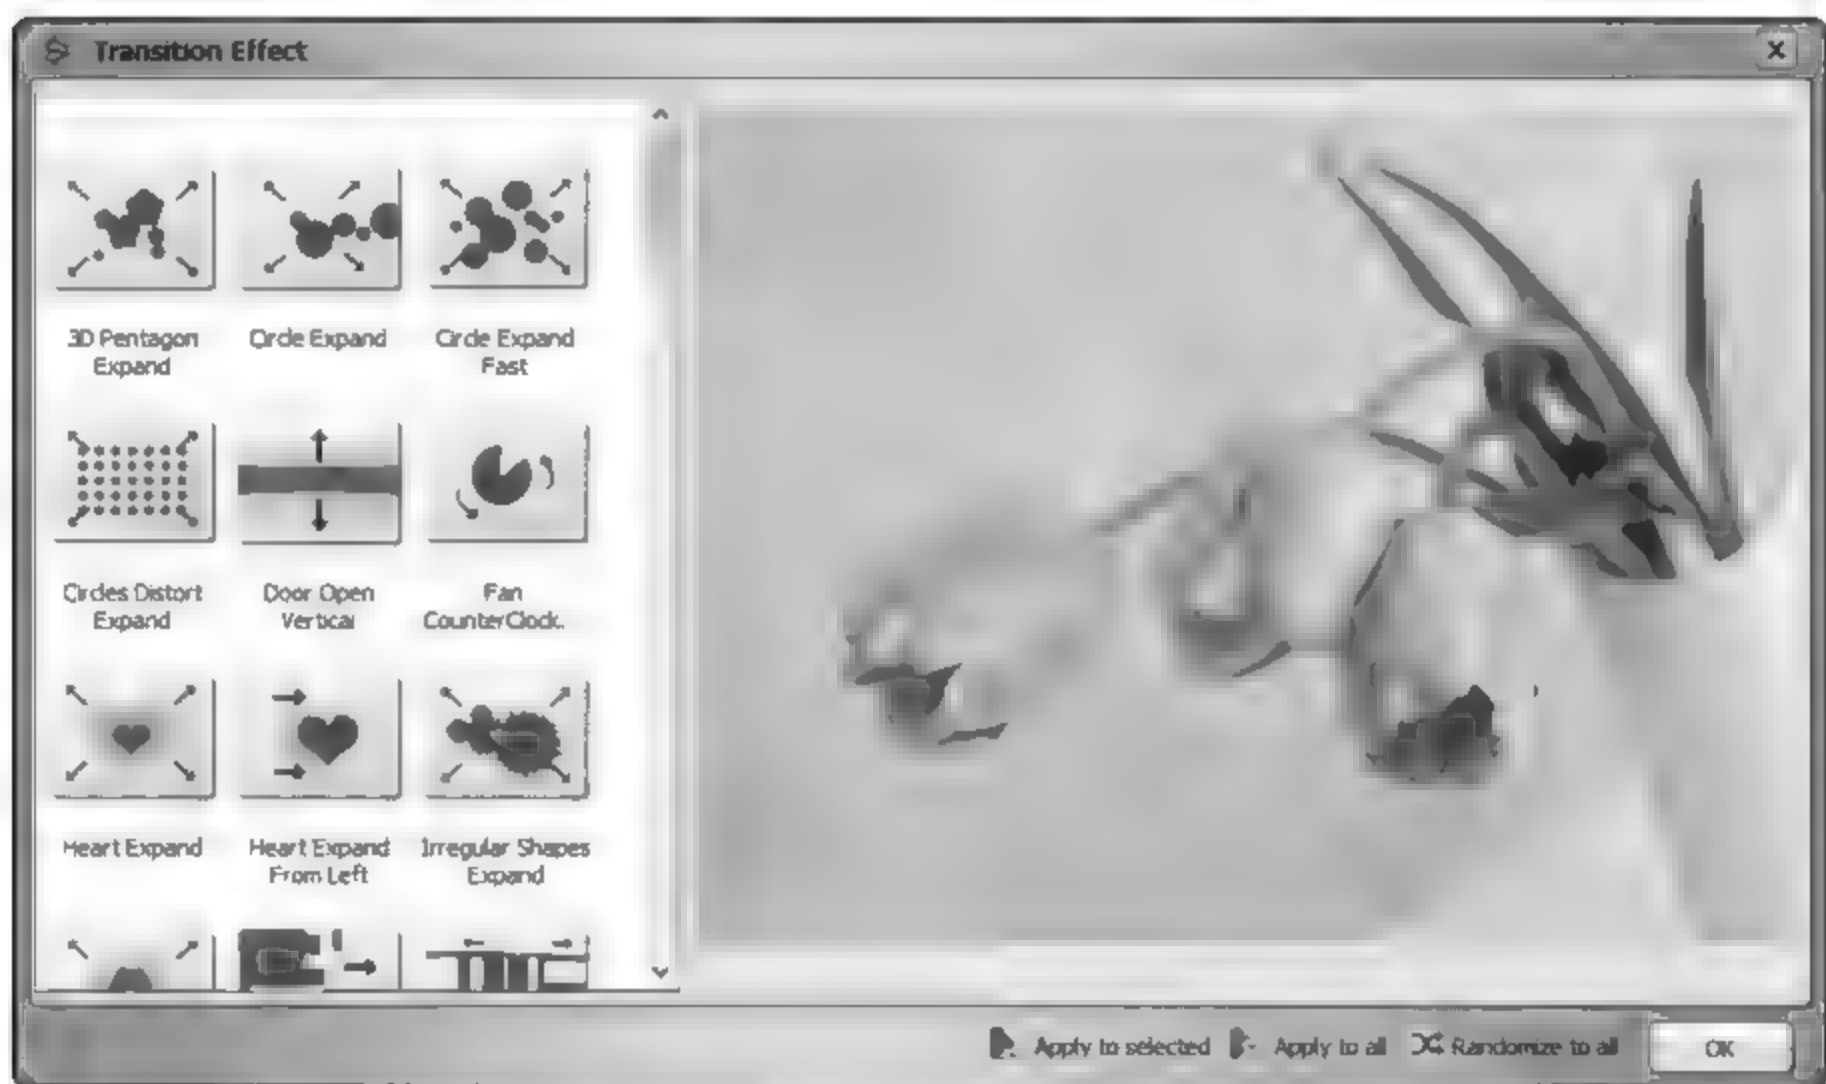 Transition Effect
3D Pentagon
Expand
Circle Expand
Circle Expand
Fast
Circles Distort
Expand
Door Open
Vertical
Fan
CounterClock.
Heart Expand
Heart Expand
From Left
Irregular Shapes
Expand
Apply to selected
Apply to all
Randomize to all
OK